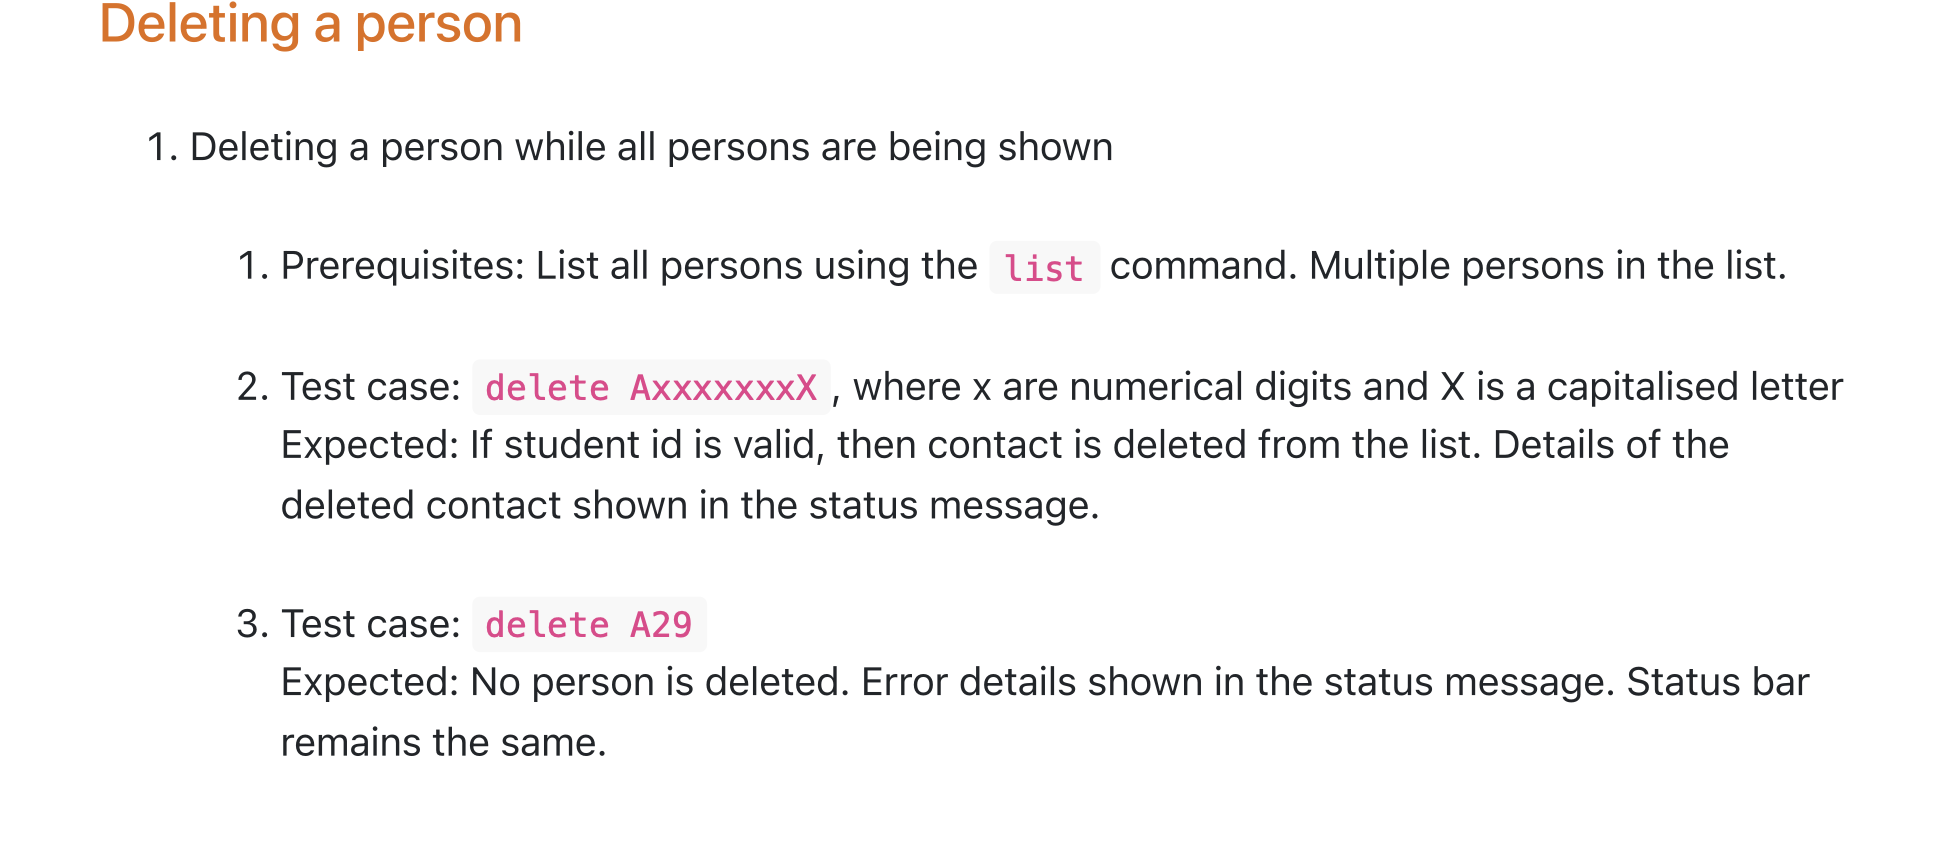 Deleting a person
1. Deleting a person while all persons are being shown
1. Prerequisites: List all persons using the list command. Multiple persons in the list.
2. Test case: delete AxxxxxxxX, where x are numerical digits and X is a capitalised letter
Expected: If student id is valid, then contact is deleted from the list. Details of the
deleted contact shown in the status message.
3. Test case: delete A29
Expected: No person is deleted. Error details shown in the status message. Status bar
remains the same.